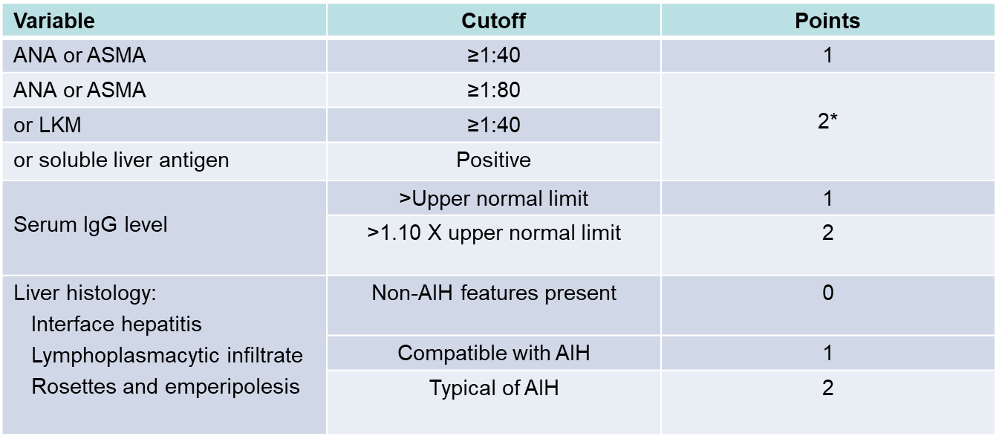 Variable Cutoff Points
ANA or ASMA ≥1:40 1
ANA or ASMA ≥1:80
2*
or LKM ≥1:40
or soluble liver antigen Positive
Serum IgG level
>Upper normal limit 1
>1.10 X upper normal limit 2
Liver histology:
Interface hepatitis
Lymphoplasmacytic infiltrate
Rosettes and emperipolesis
Non-AIH features present 0
Compatible with AIH 1
Typical of AIH 2